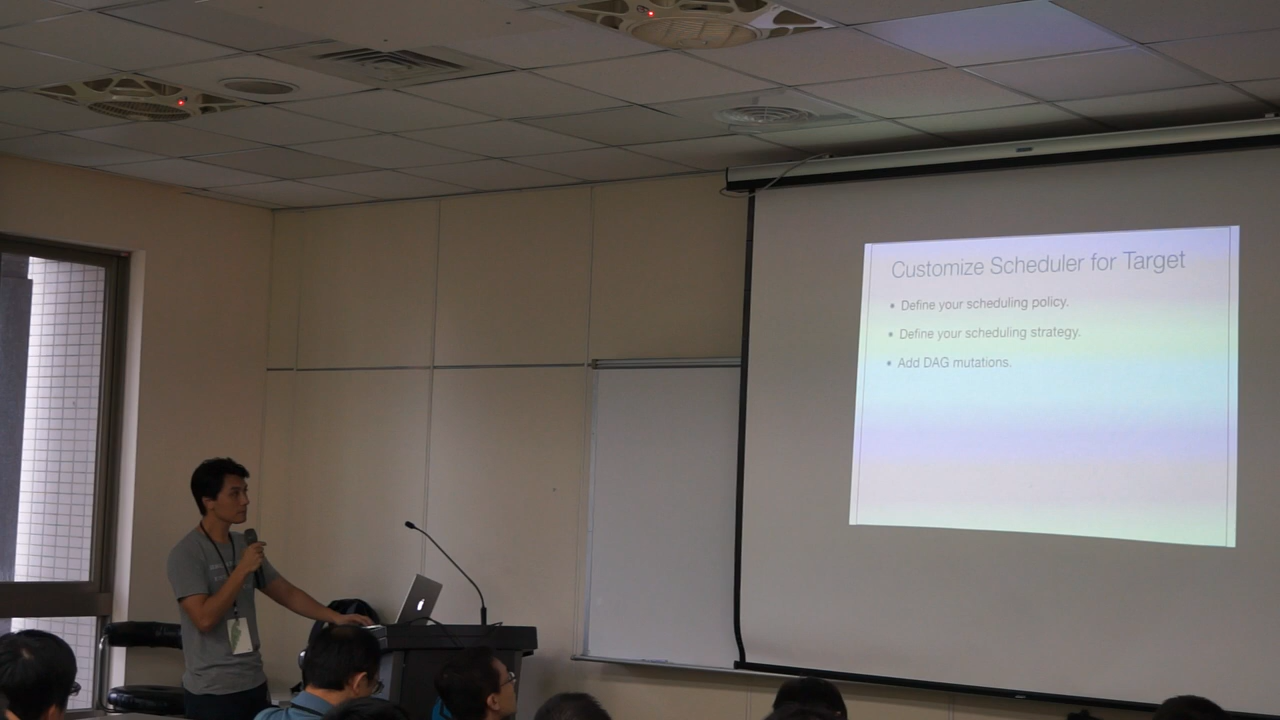 Customize Scheduler for Target
• Define your scheduling policy.
• Define your scheduling strategy.
• Add DAG mutations.